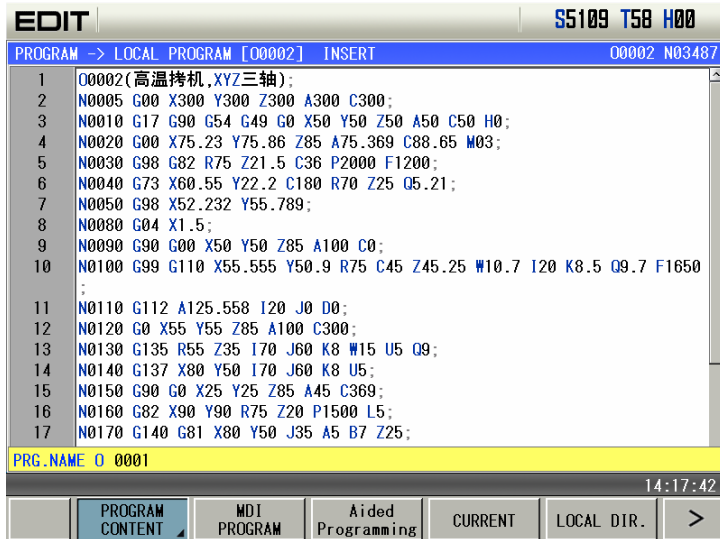 EDIT
S5109 T58 H00
PROGRAM -> LOCAL PROGRAM [O0002] INSERT O0002 N03487
1 O0002(高温拷机,XYZ三轴);
2 N0005 G00 X300 Y300 Z300 A300 C300;
3 N0010 G17 G90 G54 G49 G0 X50 Y50 Z50 A50 C50 H0;
4 N0020 G00 X75.23 Y75.86 Z85 A75.369 C88.65 M03;
5 N0030 G98 G82 R75 Z21.5 C36 P2000 F1200;
6 N0040 G73 X60.55 Y22.2 C180 R70 Z25 Q5.21;
7 N0050 G98 X52.232 Y55.789;
8 N0080 G04 X1.5;
9 N0090 G90 G00 X50 Y50 Z85 A100 C0;
10 N0100 G99 G110 X55.555 Y50.9 R75 C45 Z45.25 W10.7 I20 K8.5 Q9.7 F1650
;
11 N0110 G112 A125.558 I20 J0 D0;
12 N0120 G0 X55 Y55 Z85 A100 C300;
13 N0130 G135 R55 Z35 I70 J60 K8 W15 U5 Q9;
14 N0140 G137 X80 Y50 I70 J60 K8 U5;
15 N0150 G90 G0 X25 Y25 Z85 A45 C369;
16 N0160 G82 X90 Y90 R75 Z20 P1500 L5;
17 N0170 G140 G81 X80 Y50 J35 A5 B7 Z25;
PRG.NAME O 0001
14:17:42
PROGRAM CONTENT
MDI PROGRAM
Aided Programming
CURRENT
LOCAL DIR.
>